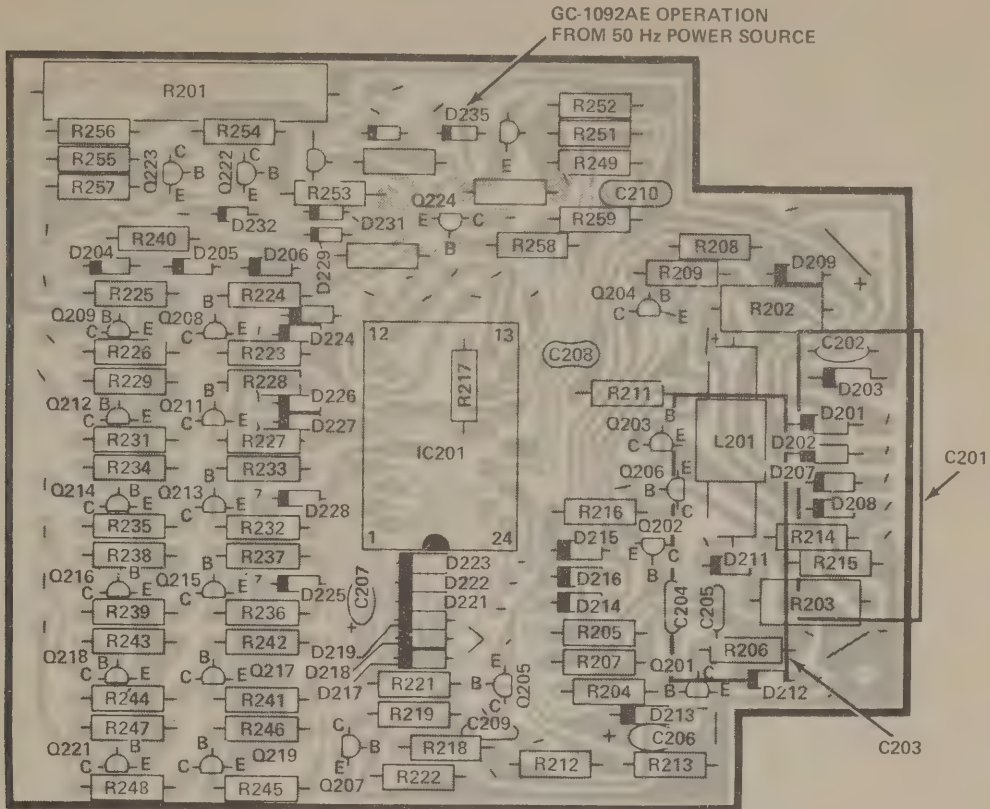 GC-1092AE OPERATION
FROM 50 Hz POWER SOURCE
R201
D235
R252
R256
R254
R251
R255
Q223
C
B
E
Q222
C
B
E
R249
R257
R253
C210
E
Q224
E
C
B
D232
D231
R259
R240
R258
R208
D204
D205
D206
D229
R209
D209
R225
R224
Q204
B
C
E
R202
+
Q209
B
C
E
Q208
B
C
E
D224
12
13
+
R226
R223
C208
C202
R229
R228
R217
R211
D203
Q212
B
C
E
Q211
B
C
E
D226
D227
B
Q203
C
E
L201
D201
R231
R227
IC201
D202
C201
R234
R233
Q206
E
B
C
D207
Q214
B
C
E
Q213
B
C
E
7
D228
R216
D208
R235
R232
1
24
Q202
E
C
B
R214
R238
R237
D223
D215
D211
R215
Q216
B
C
E
Q215
B
C
E
7
D225
C207
+
D222
D216
R239
R236
D221
D214
C204
C205
R203
R243
R242
D219
R205
R206
Q218
B
C
E
B
C
E
Q217
D218
E
B
C
Q205
R207
Q201
C
B
E
D212
D217
R221
R204
R244
R241
R219
C209
D213
C203
R247
R246
C
B
E
Q207
R218
+
C206
Q221
B
C
E
B
C
E
Q219
R212
R213
R248
R245
R222